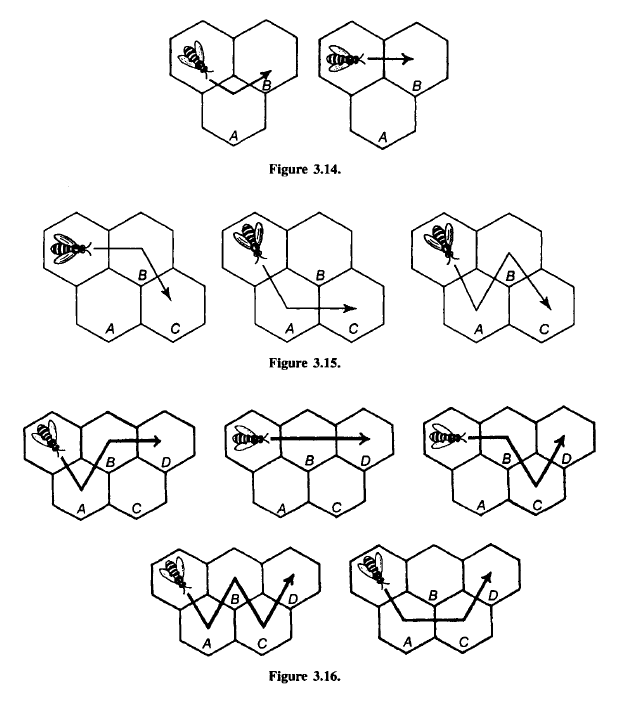 B B
A A
Figure 3.14.
B B B
A C A C A C
Figure 3.15.
B D B D B D
A C A C A C
B D B D
A C A C
Figure 3.16.